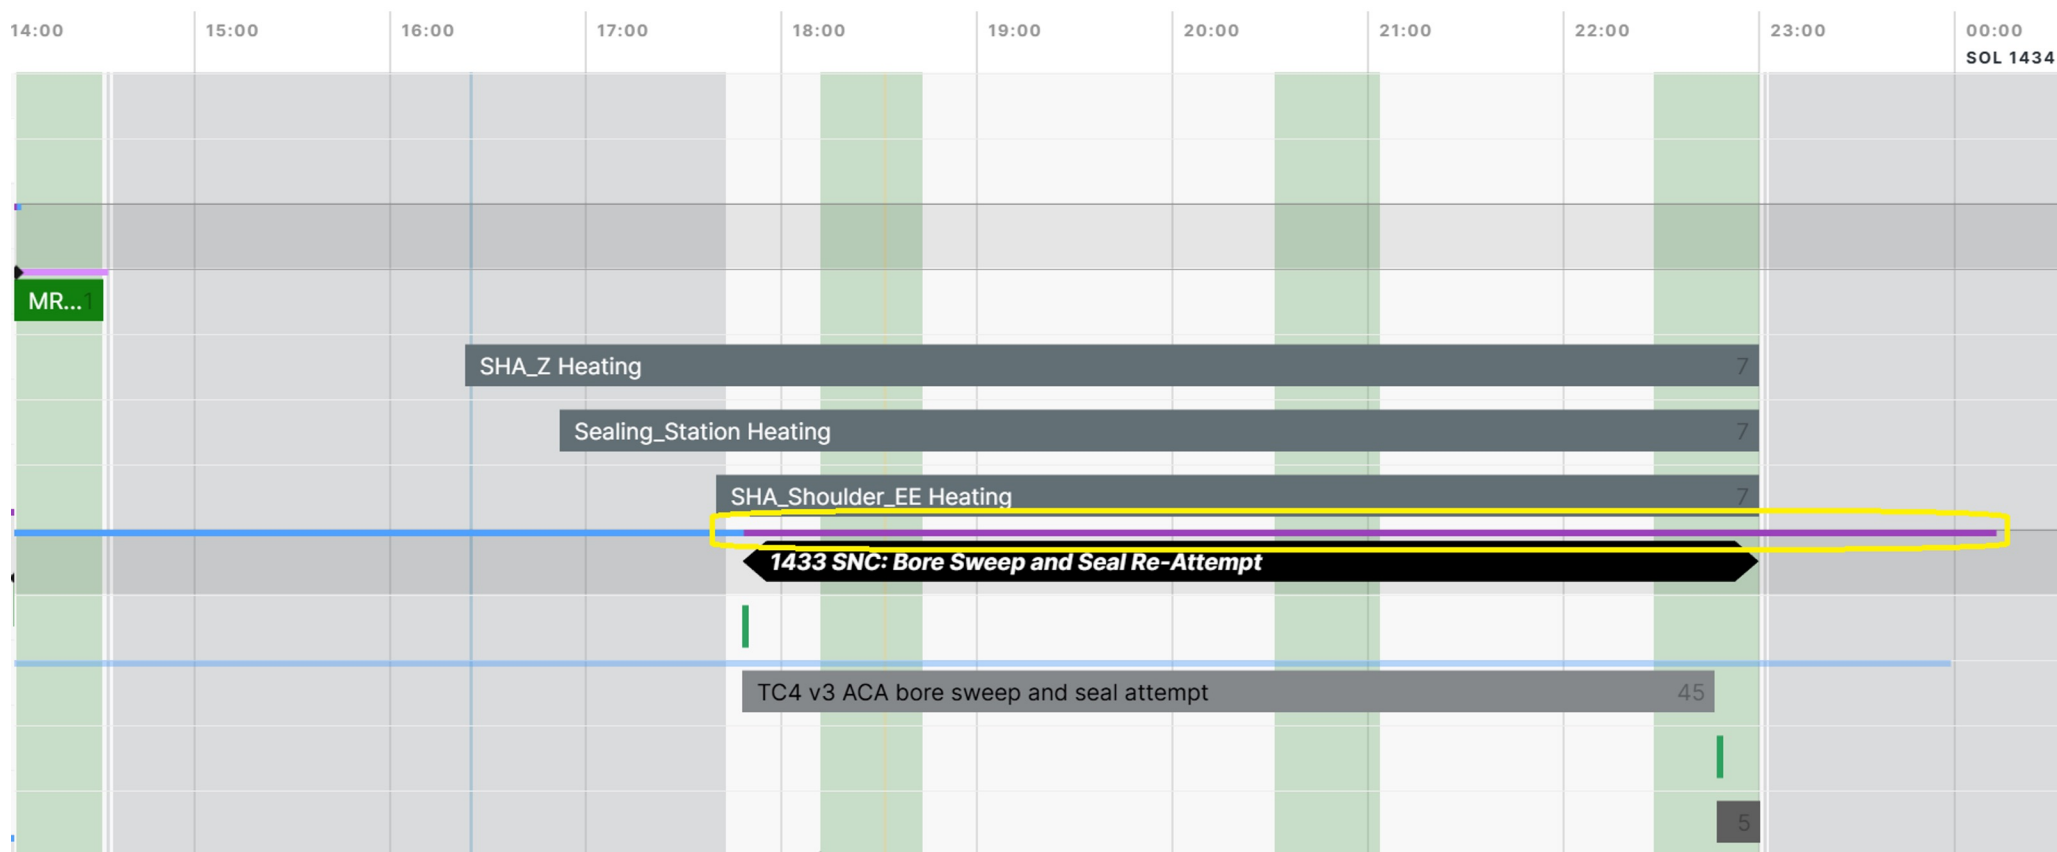 14:00 15:00 16:00 17:00 18:00 19:00 20:00 21:00 22:00 23:00 00:00
SOL 1434
MR...1
SHA_Z Heating 7
Sealing_Station Heating 7
SHA_Shoulder_EE Heating 7
1433 SNC: Bore Sweep and Seal Re-Attempt
TC4 v3 ACA bore sweep and seal attempt 45
5